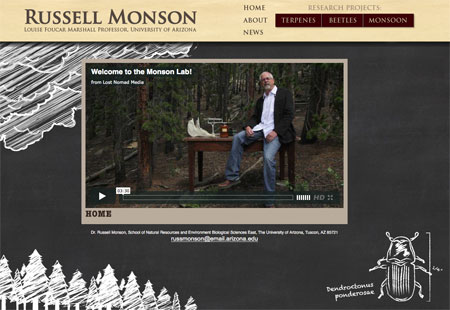 RUSSELL MONSON
LOUISE FOUCAR MARSHALL PROFESSOR, UNIVERSITY OF ARIZONA
HOME
ABOUT
NEWS
RESEARCH PROJECTS:
TERPENES BEETLES MONSOON
Welcome to the Monson Lab!
from Lost Nomad Media
03:30
HD
HOME
Dr. Russell Monson, School of Natural Resources and Environment Biological Sciences East, The University of Arizona, Tuscon, AZ 85721
russmonson@email.arizona.edu
Dendroctonus
ponderosae